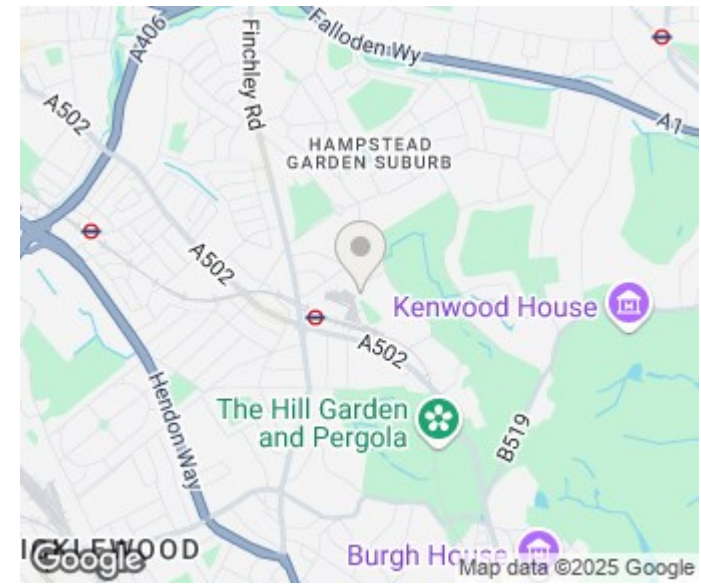 A406
Finchley Rd
Falloden Wy
A502
A1
HAMPSTEAD
GARDEN SUBURB
A502
Kenwood House
A502
Hendon Way
The Hill Garden
and Pergola
B519
Burgh House
Google
Map data ©2025 Google